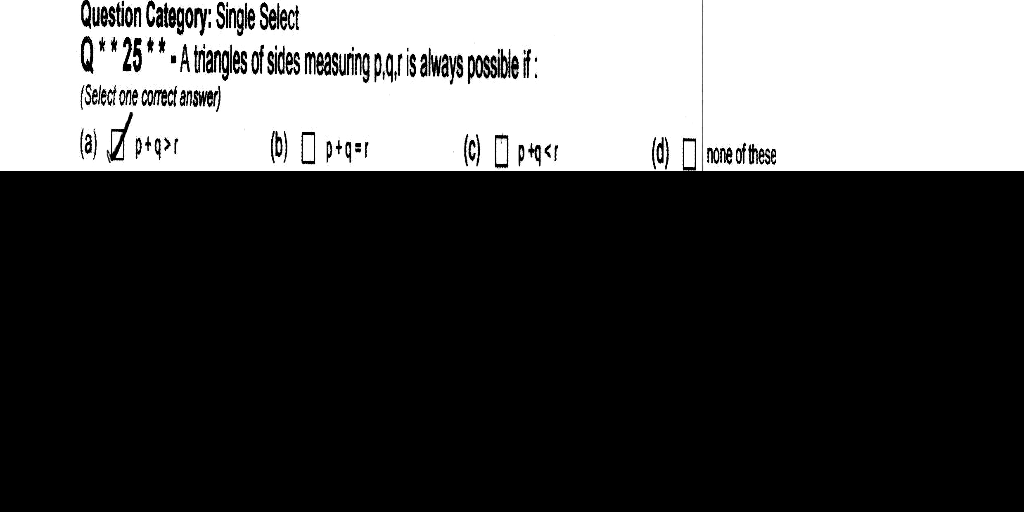 Question Category: Single Select
Q**25** - A triangles of sides measuring p,q,r is always possible if :
(Select one correct answer)
(a) p+q>r (b) p+q=r (c) p+q<r (d) none of these